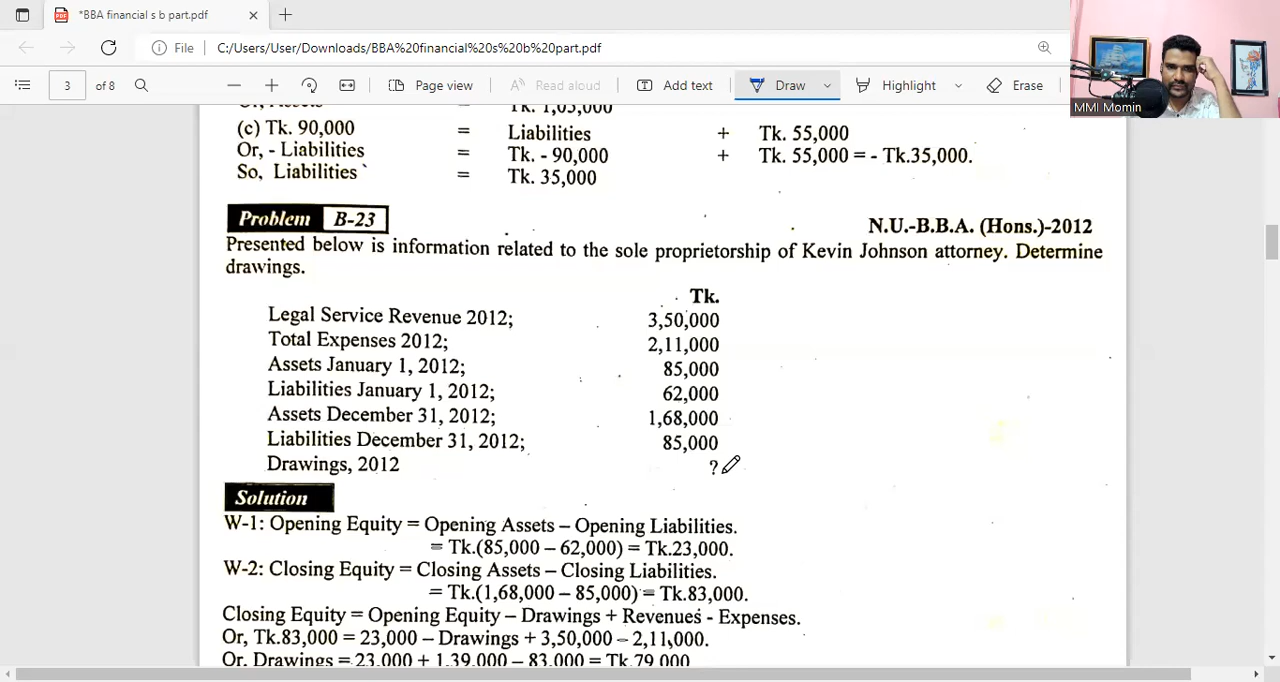 *BBA financial s b part.pdf
File C:/Users/User/Downloads/BBA%20financial%20s%20b%20part.pdf
3 of 8 Page view Read aloud Add text Draw Highlight Erase
MMI Momin
Or, Assets = Tk. 1,05,000
(c) Tk. 90,000 = Liabilities + Tk. 55,000
Or, - Liabilities = Tk. - 90,000 + Tk. 55,000 = - Tk.35,000.
So, Liabilities = Tk. 35,000
Problem B-23
N.U.-B.B.A. (Hons.)-2012
Presented below is information related to the sole proprietorship of Kevin Johnson attorney. Determine
drawings.
Tk.
Legal Service Revenue 2012; 3,50,000
Total Expenses 2012; 2,11,000
Assets January 1, 2012; 85,000
Liabilities January 1, 2012; 62,000
Assets December 31, 2012; 1,68,000
Liabilities December 31, 2012; 85,000
Drawings, 2012 ?
Solution
W-1: Opening Equity = Opening Assets – Opening Liabilities.
= Tk.(85,000 – 62,000) = Tk.23,000.
W-2: Closing Equity = Closing Assets – Closing Liabilities.
= Tk.(1,68,000 – 85,000) = Tk.83,000.
Closing Equity = Opening Equity – Drawings + Revenues - Expenses.
Or, Tk.83,000 = 23,000 – Drawings + 3,50,000 – 2,11,000.
Or, Drawings = 23,000 + 1,39,000 – 83,000 = Tk.79,000